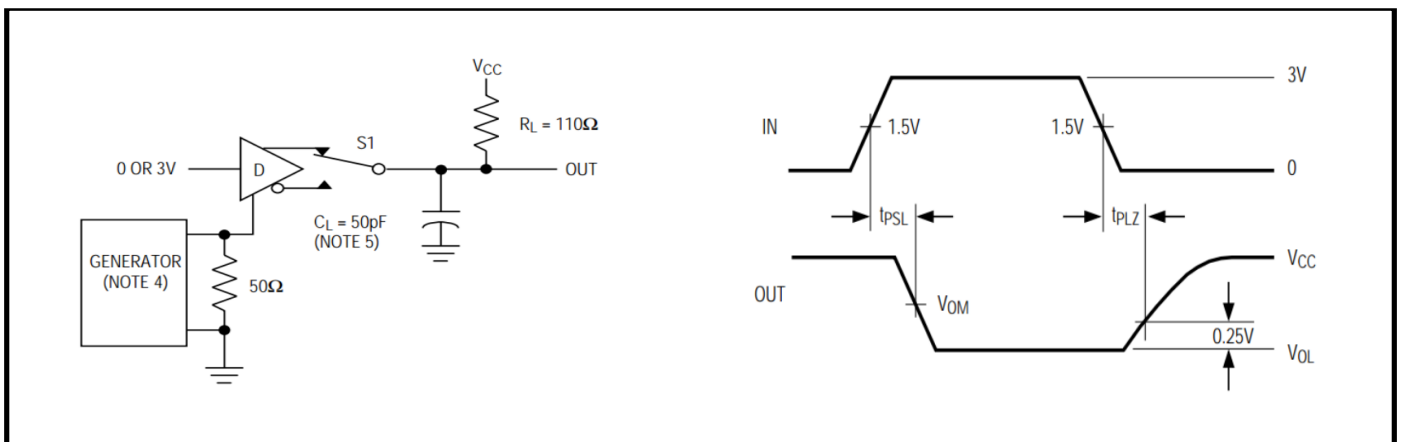 VCC
RL = 110Ω
S1
0 OR 3V
D
OUT
CL = 50pF
(NOTE 5)
GENERATOR
(NOTE 4)
50Ω
3V
IN
1.5V
1.5V
0
tPSL
tPLZ
VCC
OUT
VOM
0.25V
VOL